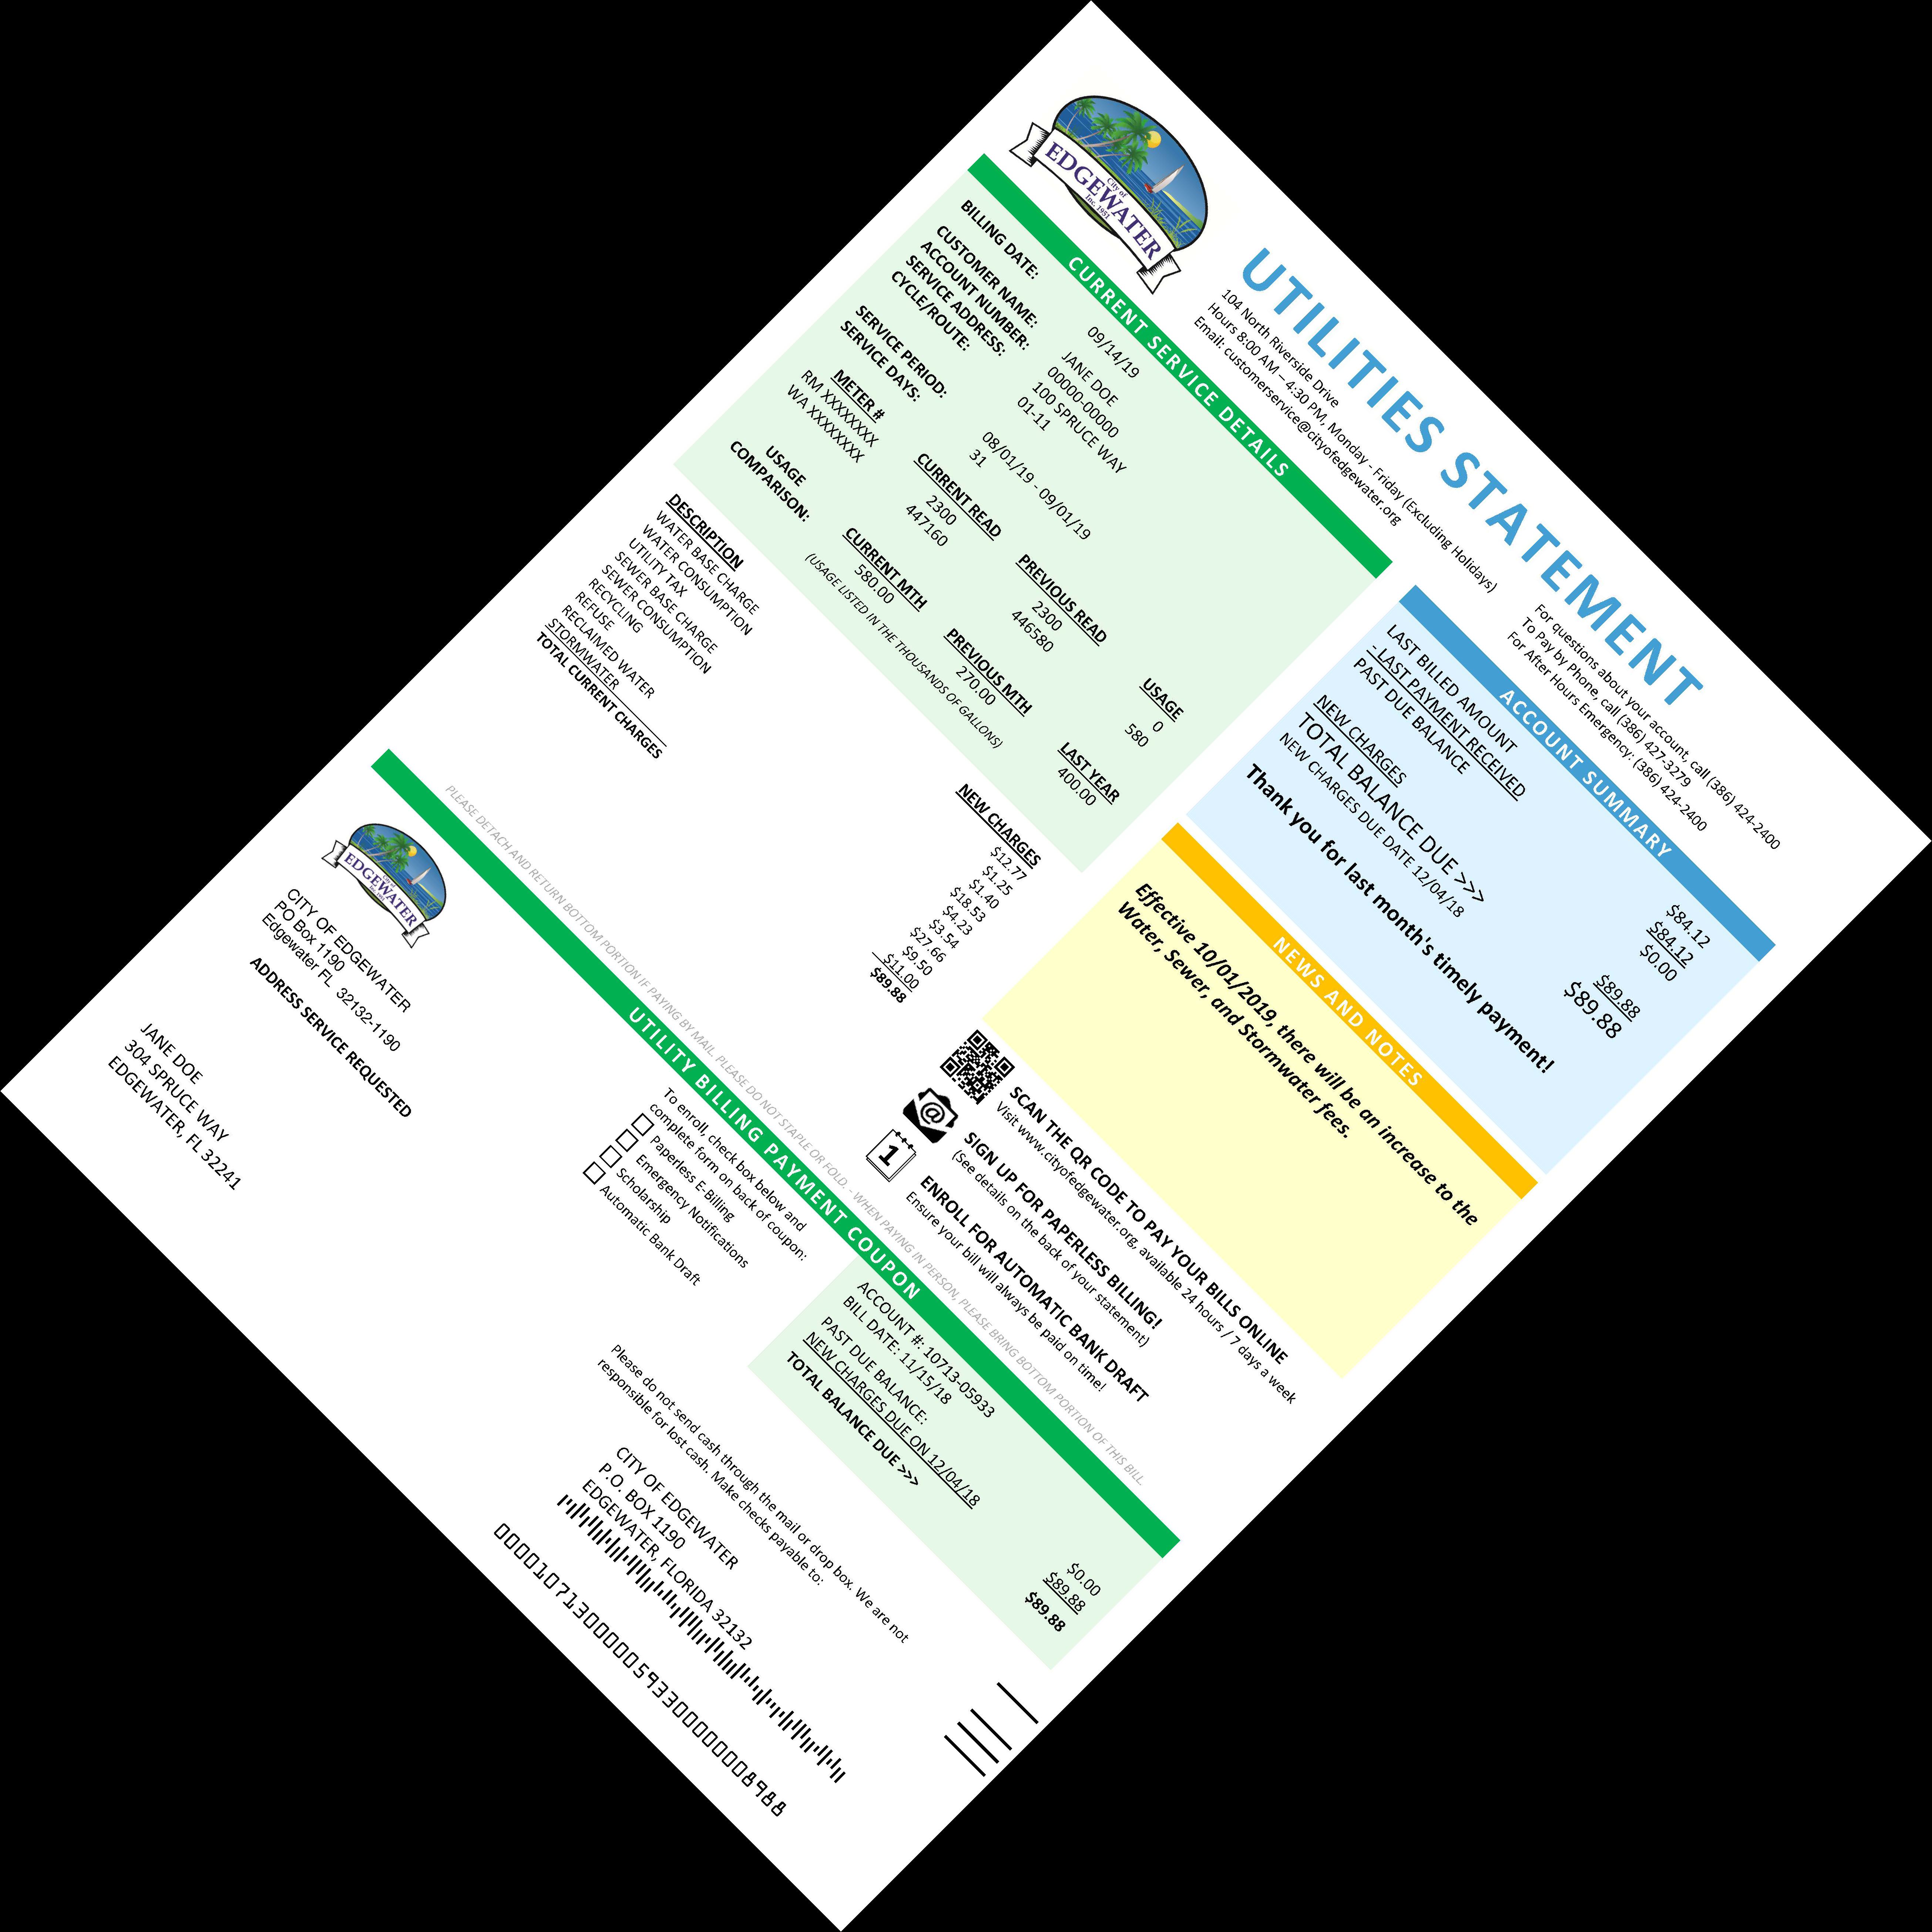 City of
EDGEWATER
Inc. 1951
UTILITIES STATEMENT
104 North Riverside Drive
Hours 8:00 AM – 4:30 PM, Monday - Friday (Excluding Holidays)
Email: customerservice@cityofedgewater.org
For questions about your account, call (386) 424-2400
To Pay by Phone, call (386) 427-3279
For After Hours Emergency: (386) 424-2400
CURRENT SERVICE DETAILS
BILLING DATE: 09/14/19
CUSTOMER NAME: JANE DOE
ACCOUNT NUMBER: 00000-00000
SERVICE ADDRESS: 100 SPRUCE WAY
CYCLE/ROUTE: 01-11
SERVICE PERIOD: 08/01/19 - 09/01/19
SERVICE DAYS: 31
METER # CURRENT READ PREVIOUS READ USAGE
RM XXXXXXXX 2300 2300 0
WA XXXXXXXX 447160 446580 580
USAGE CURRENT MTH PREVIOUS MTH LAST YEAR
COMPARISON: 580.00 270.00 400.00
(USAGE LISTED IN THE THOUSANDS OF GALLONS)
DESCRIPTION NEW CHARGES
WATER BASE CHARGE $12.77
WATER CONSUMPTION $1.25
UTILITY TAX $1.40
SEWER BASE CHARGE $18.53
SEWER CONSUMPTION $4.23
RECYCLING $3.54
REFUSE $27.66
RECLAIMED WATER $9.50
STORMWATER $11.00
TOTAL CURRENT CHARGES $89.88
ACCOUNT SUMMARY
LAST BILLED AMOUNT $84.12
- LAST PAYMENT RECEIVED $84.12
PAST DUE BALANCE $0.00
NEW CHARGES $89.88
TOTAL BALANCE DUE >>> $89.88
NEW CHARGES DUE DATE 12/04/18
Thank you for last month's timely payment!
NEWS AND NOTES
Effective 10/01/2019, there will be an increase to the
Water, Sewer, and Stormwater fees.
SCAN THE QR CODE TO PAY YOUR BILLS ONLINE
Visit www.cityofedgewater.org, available 24 hours / 7 days a week
@
SIGN UP FOR PAPERLESS BILLING!
(See details on the back of your statement)
1
ENROLL FOR AUTOMATIC BANK DRAFT
Ensure your bill will always be paid on time!
PLEASE DETACH AND RETURN BOTTOM PORTION IF PAYING BY MAIL. PLEASE DO NOT STAPLE OR FOLD. - WHEN PAYING IN PERSON, PLEASE BRING BOTTOM PORTION OF THIS BILL.
UTILITY BILLING PAYMENT COUPON
City of
EDGEWATER
CITY OF EDGEWATER
PO Box 1190
Edgewater FL 32132-1190
ADDRESS SERVICE REQUESTED
JANE DOE
304 SPRUCE WAY
EDGEWATER, FL 32241
To enroll, check box below and
complete form on back of coupon:
Paperless E-Billing
Emergency Notifications
Scholarship
Automatic Bank Draft
ACCOUNT #: 10713-05933
BILL DATE: 11/15/18
PAST DUE BALANCE: $0.00
NEW CHARGES DUE ON 12/04/18 $89.88
TOTAL BALANCE DUE >>> $89.88
Please do not send cash through the mail or drop box. We are not
responsible for lost cash. Make checks payable to:
CITY OF EDGEWATER
P.O. BOX 1190
EDGEWATER, FLORIDA 32132